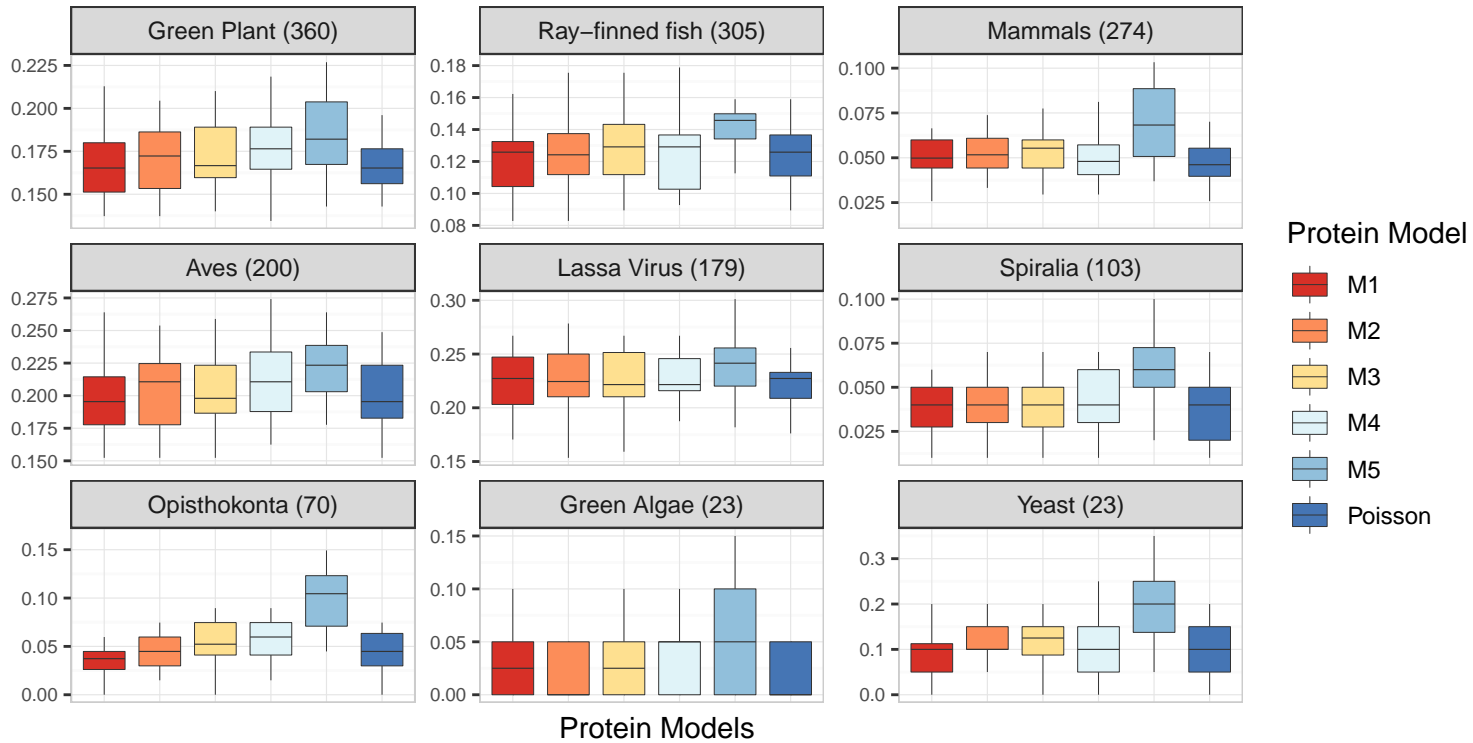 Green Plant (360)
Ray−finned fish (305)
Mammals (274)
0.225
0.200
0.175
0.150
0.18
0.16
0.14
0.12
0.10
0.08
0.100
0.075
0.050
0.025
Aves (200)
Lassa Virus (179)
Spiralia (103)
0.275
0.250
0.225
0.200
0.175
0.150
0.30
0.25
0.20
0.15
0.100
0.075
0.050
0.025
Opisthokonta (70)
Green Algae (23)
Yeast (23)
0.15
0.10
0.05
0.00
0.15
0.10
0.05
0.00
0.3
0.2
0.1
0.0
Protein Models
Protein Model
M1
M2
M3
M4
M5
Poisson